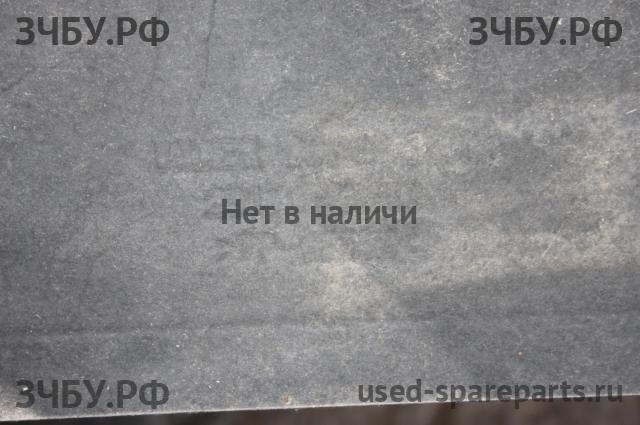 ЗЧБУ.РФ ЗЧБУ.РФ
Нет в наличи
ЗЧБУ.РФ used-spareparts.ru